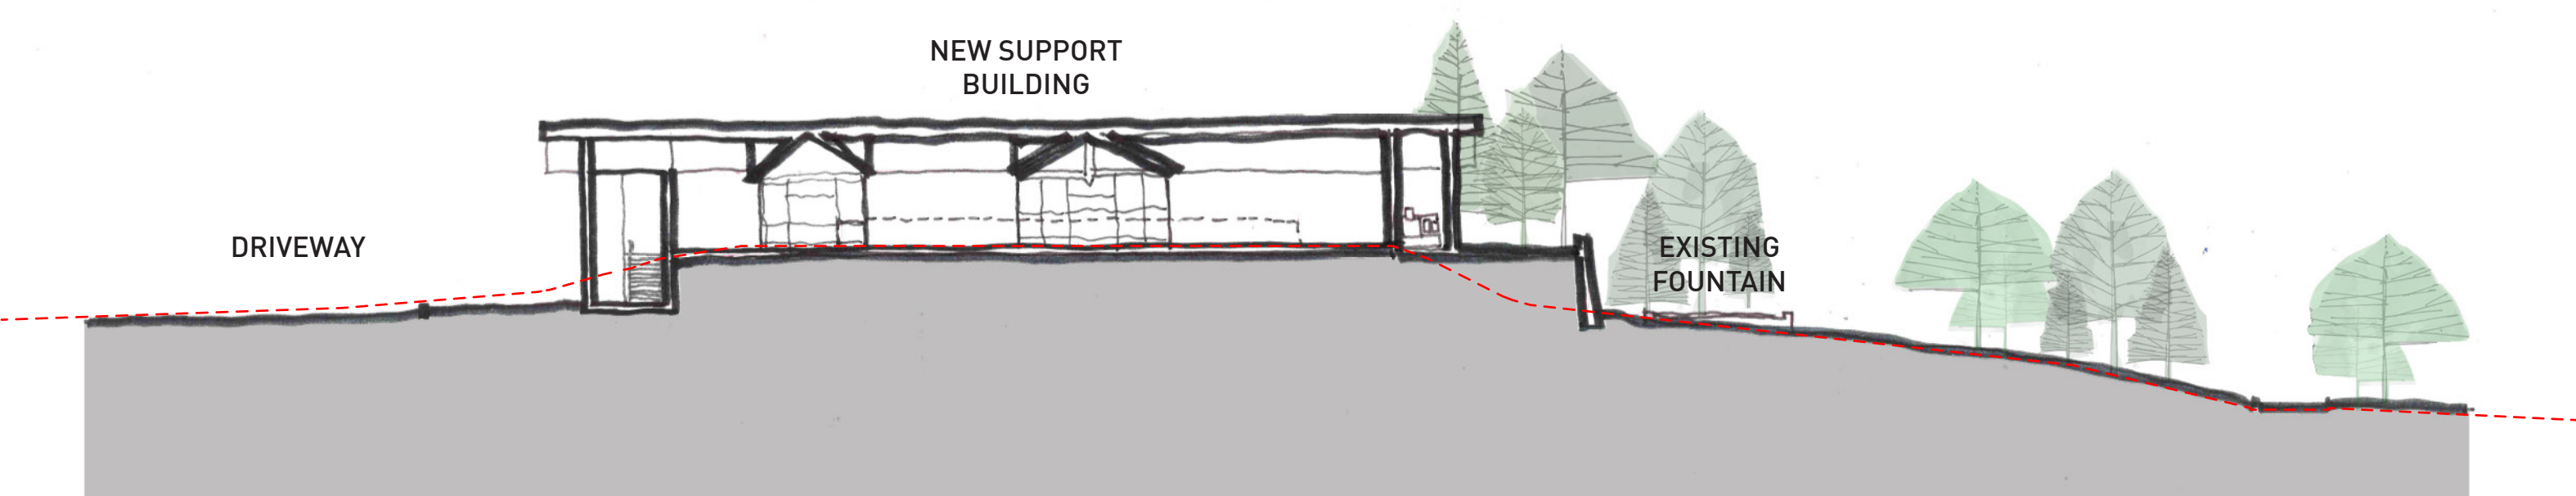 NEW SUPPORT
BUILDING
DRIVEWAY
EXISTING
FOUNTAIN